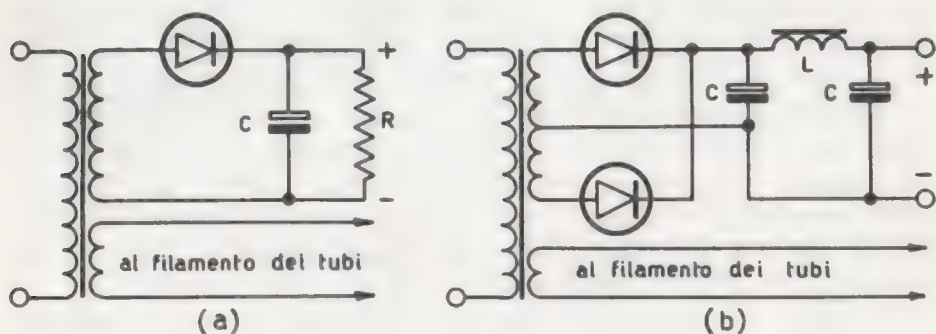 +
C
R
-
al filamento dei tubi
(a)
L
C
C
+
-
al filamento dei tubi
(b)